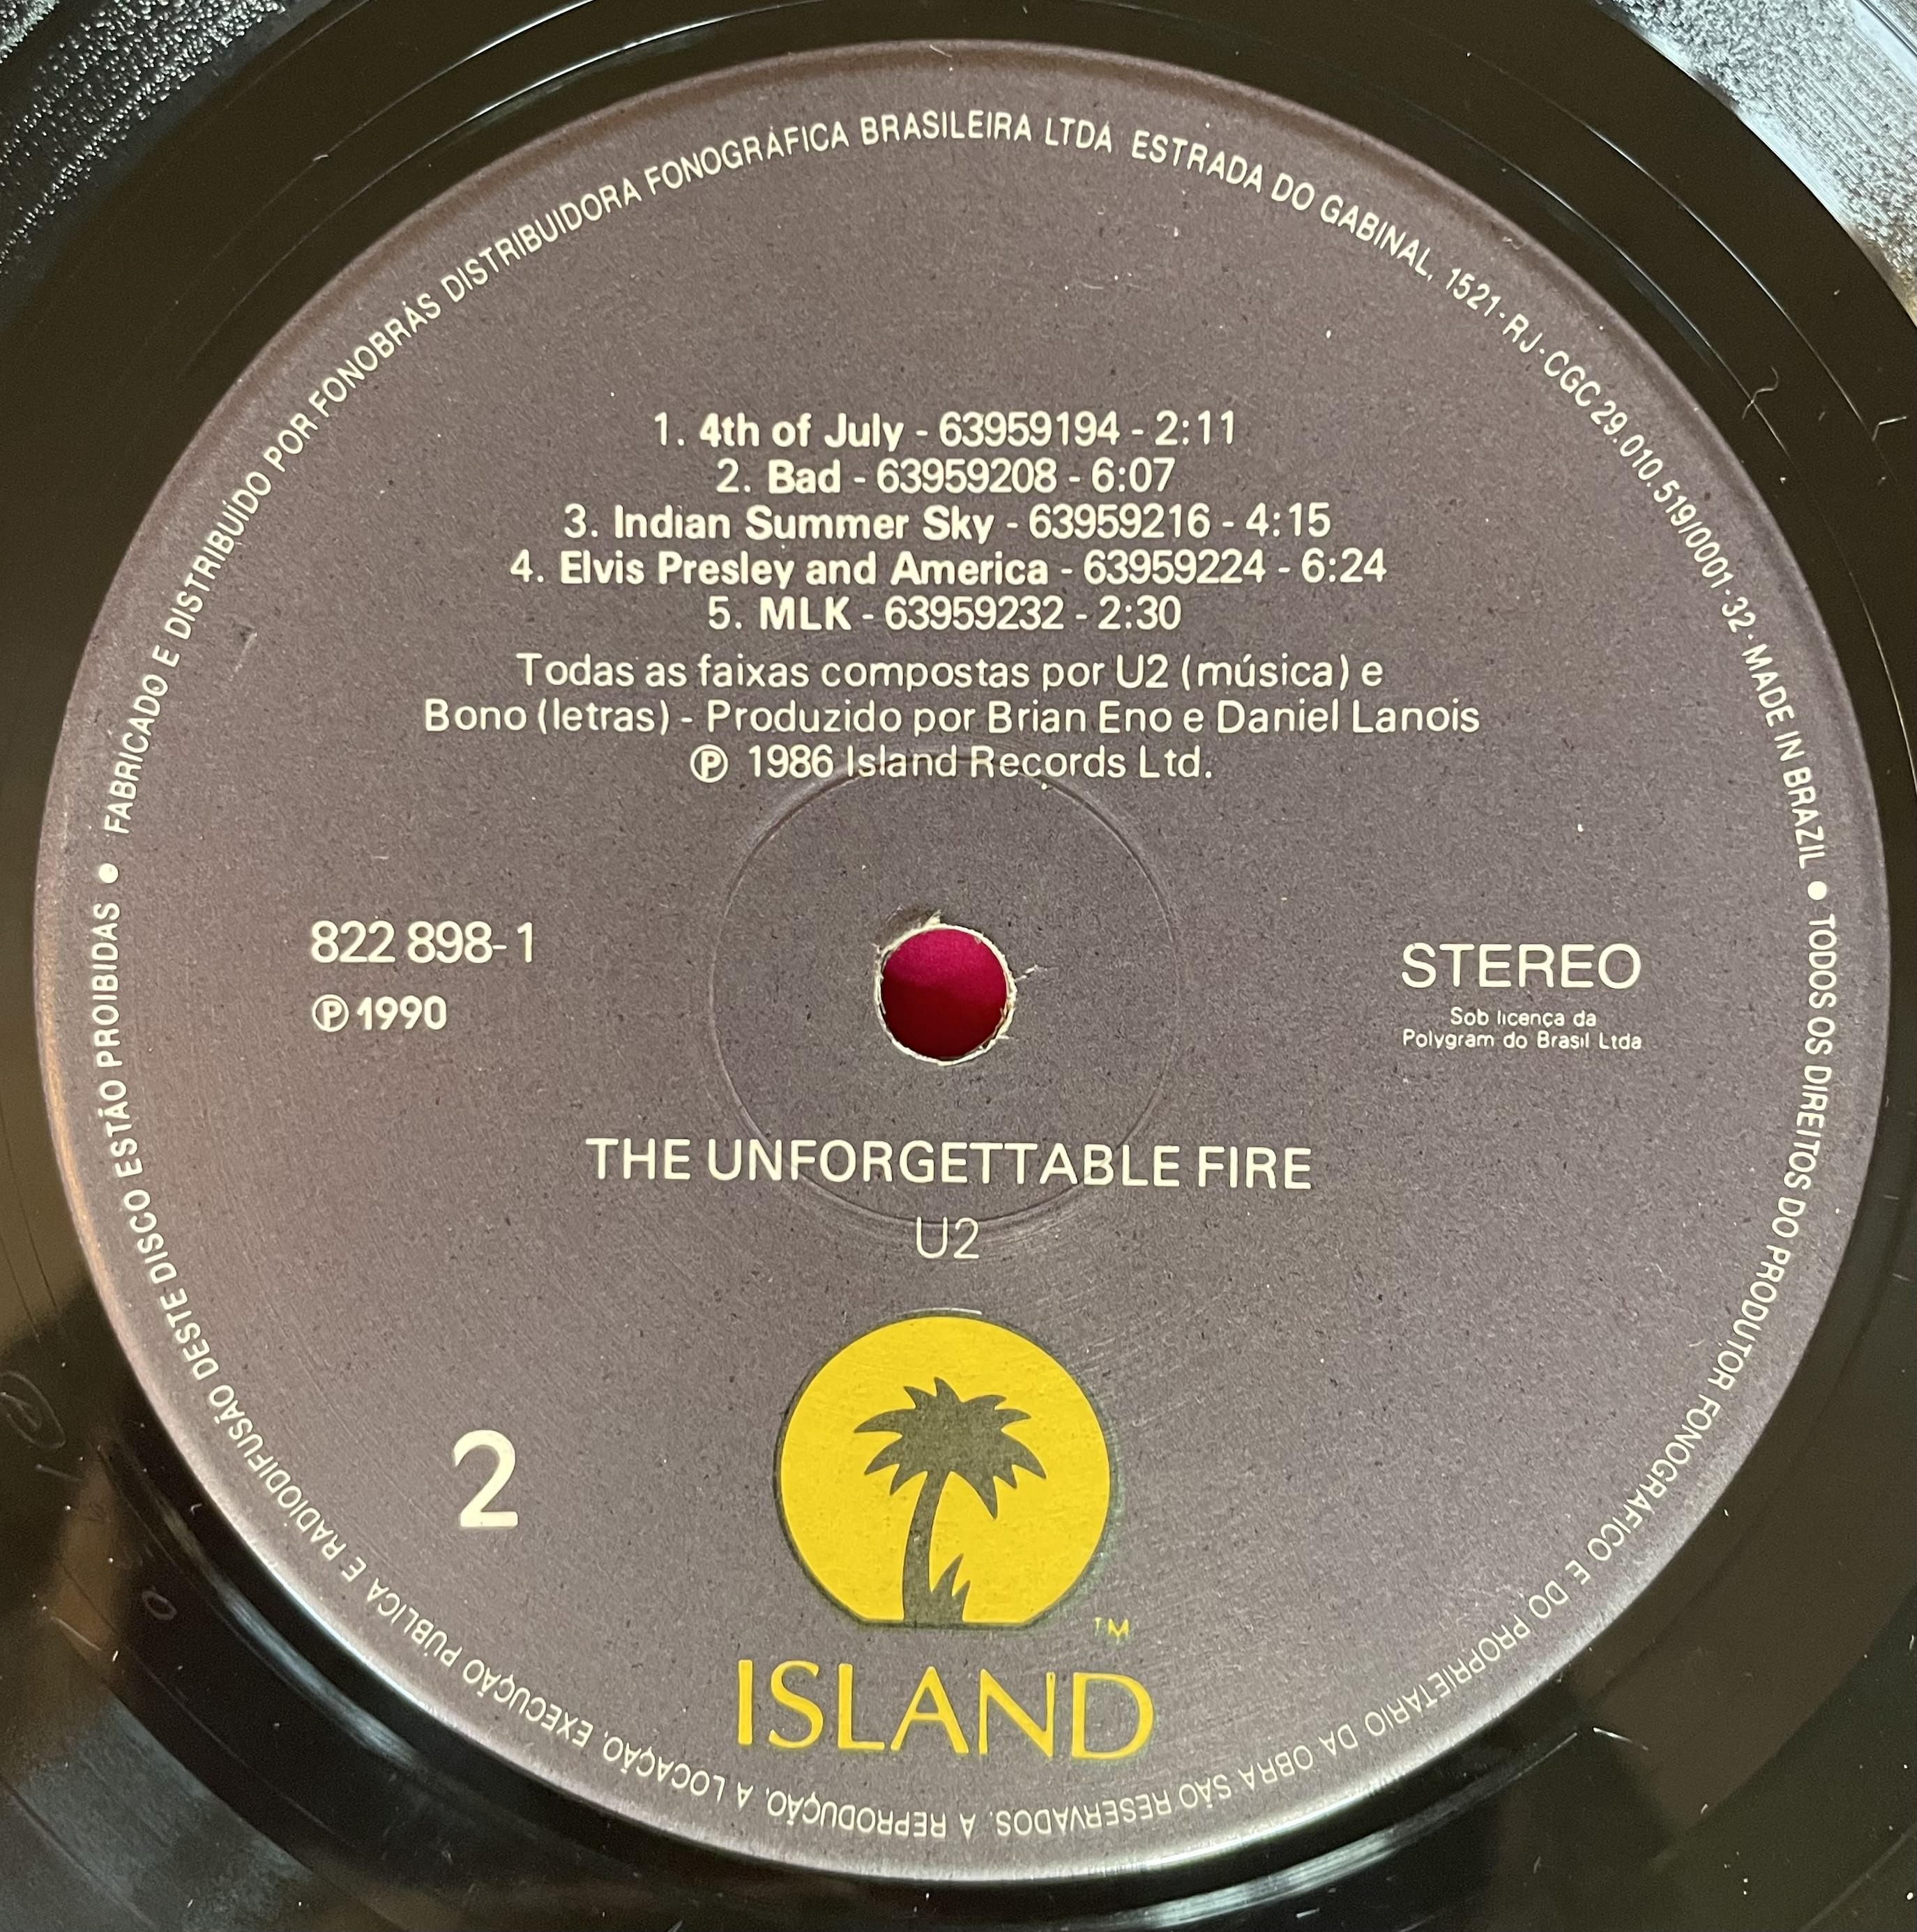 FABRICADO E DISTRIBUÍDO POR FONOBRÁS DISTRIBUIDORA FONOGRÁFICA BRASILEIRA LTDA ESTRADA DO GABINAL, 1521-RJ-CGC 29.010.519/0001-32-MADE IN BRAZIL • TODOS OS DIREITOS DO PRODUTOR FONOGRÁFICO E DO PROPRIETÁRIO DA OBRA SÃO RESERVADOS. A REPRODUÇÃO, A LOCAÇÃO, EXECUÇÃO PÚBLICA E RADIODIFUSÃO DESTE DISCO ESTÃO PROIBIDAS •
1. 4th of July - 63959194 - 2:11
2. Bad - 63959208 - 6:07
3. Indian Summer Sky - 63959216 - 4:15
4. Elvis Presley and America - 63959224 - 6:24
5. MLK - 63959232 - 2:30
Todas as faixas compostas por U2 (música) e
Bono (letras) - Produzido por Brian Eno e Daniel Lanois
℗ 1986 Island Records Ltd.
822 898-1
℗ 1990
STEREO
Sob licença da
Polygram do Brasil Ltda
THE UNFORGETTABLE FIRE
U2
2
TM
ISLAND